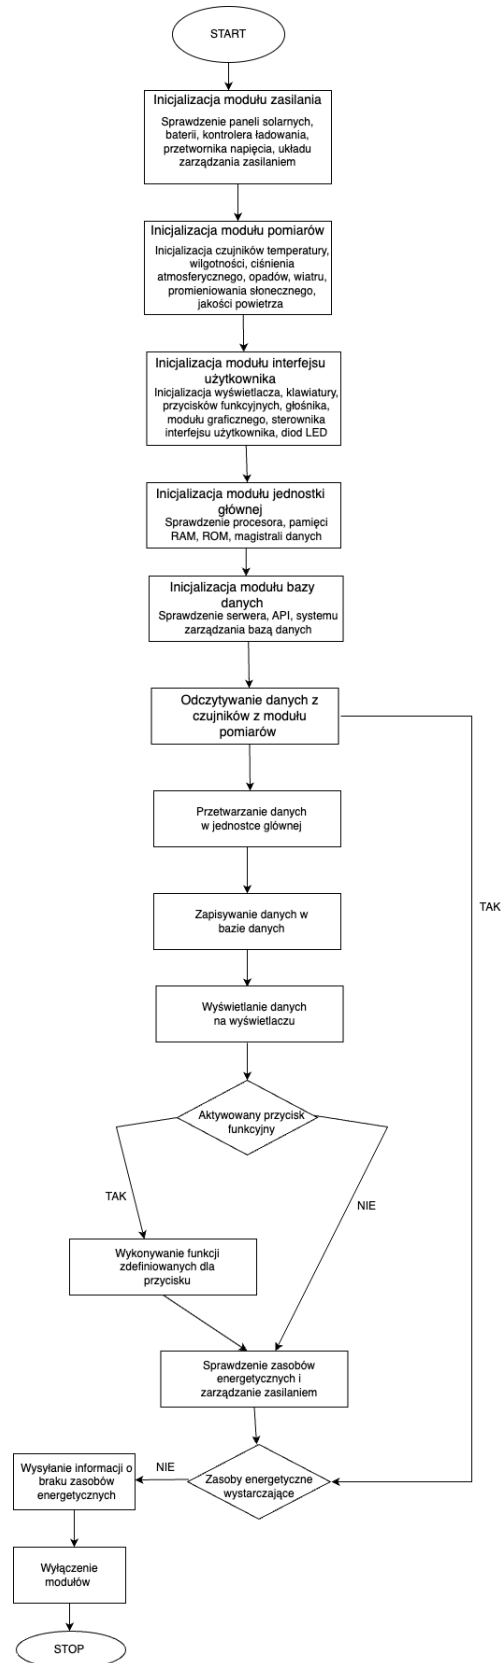 START
Inicjalizacja modułu zasilania
Sprawdzenie paneli solarnych,
baterii, kontrolera ładowania,
przetwornika napięcia, układu
zarządzania zasilaniem
Inicjalizacja modułu pomiarów
Inicjalizacja czujników temperatury,
wilgotności, ciśnienia
atmosferycznego, opadów, wiatru,
promieniowania słonecznego,
jakości powietrza
Inicjalizacja modułu interfejsu
użytkownika
Inicjalizacja wyświetlacza, klawiatury,
przycisków funkcyjnych, głośnika,
modułu graficznego, sterownika
interfejsu użytkownika, diod LED
Inicjalizacja modułu jednostki
głównej
Sprawdzenie procesora, pamięci
RAM, ROM, magistrali danych
Inicjalizacja modułu bazy
danych
Sprawdzenie serwera, API, systemu
zarządzania bazą danych
Odczytywanie danych z
czujników z modułu
pomiarów
Przetwarzanie danych
w jednostce głównej
TAK
Zapisywanie danych w
bazie danych
Wyświetlanie danych
na wyświetlaczu
Aktywowany przycisk
funkcyjny
TAK
NIE
Wykonywanie funkcji
zdefiniowanych dla
przycisku
Sprawdzenie zasobów
energetycznych i
zarządzanie zasilaniem
Zasoby energetyczne
wystarczające
NIE
Wysyłanie informacji o
braku zasobów
energetycznych
Wyłączenie
modułów
STOP